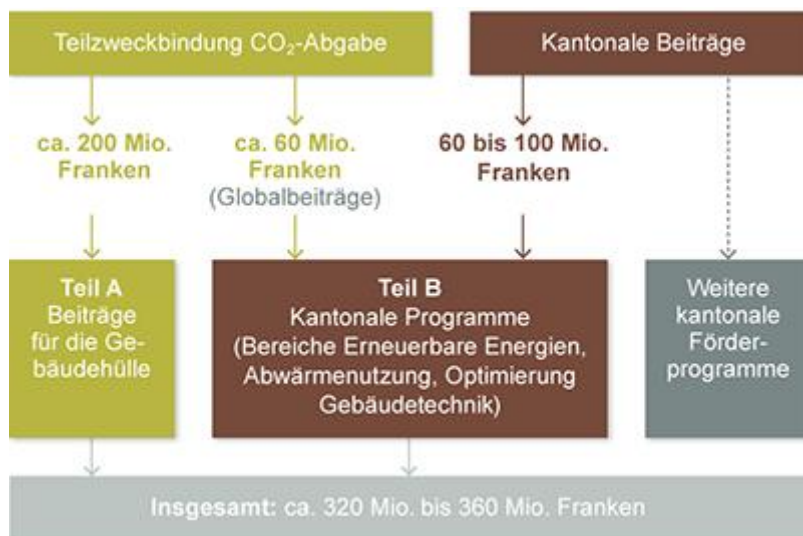 Teilzweckbindung CO₂-Abgabe
Kantonale Beiträge
ca. 200 Mio.
Franken
ca. 60 Mio.
Franken
(Globalbeiträge)
60 bis 100 Mio.
Franken
Teil A
Beiträge
für die Ge-
bäudehülle
Teil B
Kantonale Programme
(Bereiche Erneuerbare Energien,
Abwärmenutzung, Optimierung
Gebäudetechnik)
Weitere
kantonale
Förder-
programme
Insgesamt: ca. 320 Mio. bis 360 Mio. Franken